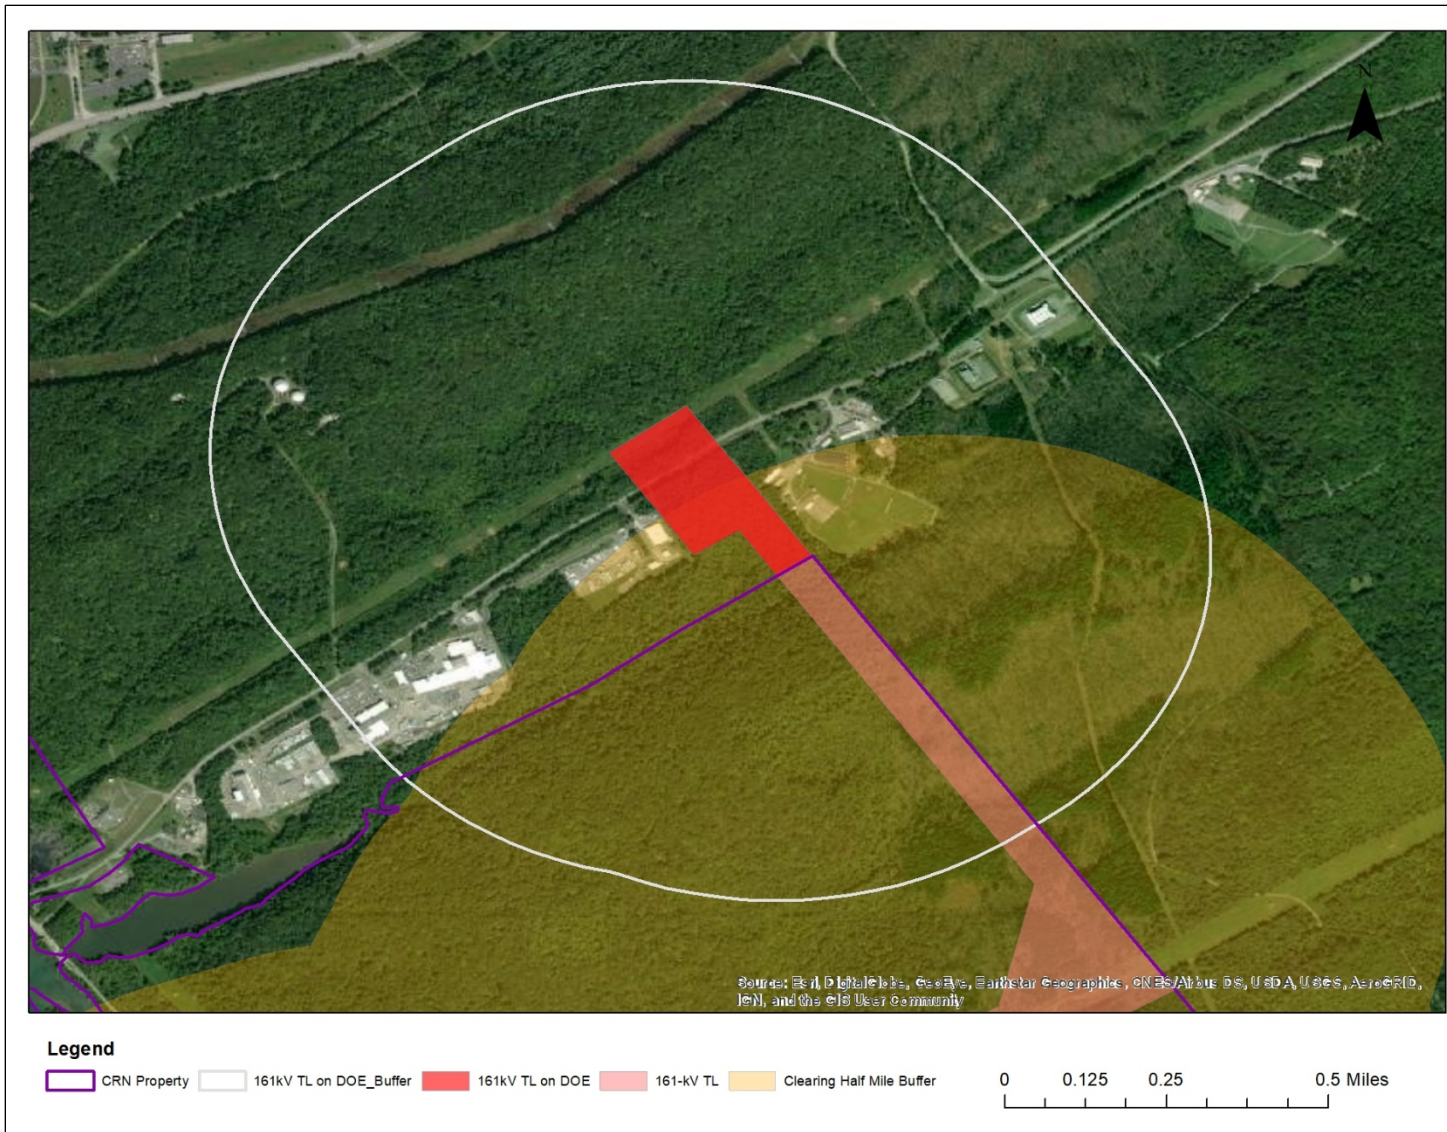 N
Source: Esri, DigitalGlobe, GeoEye, Earthstar Geographics, CNES/Airbus DS, USDA, USGS, AeroGRID,
IGN, and the GIS User Community
Legend
CRN Property
161kV TL on DOE_Buffer
161kV TL on DOE
161-kV TL
Clearing Half Mile Buffer
0 0.125 0.25 0.5 Miles